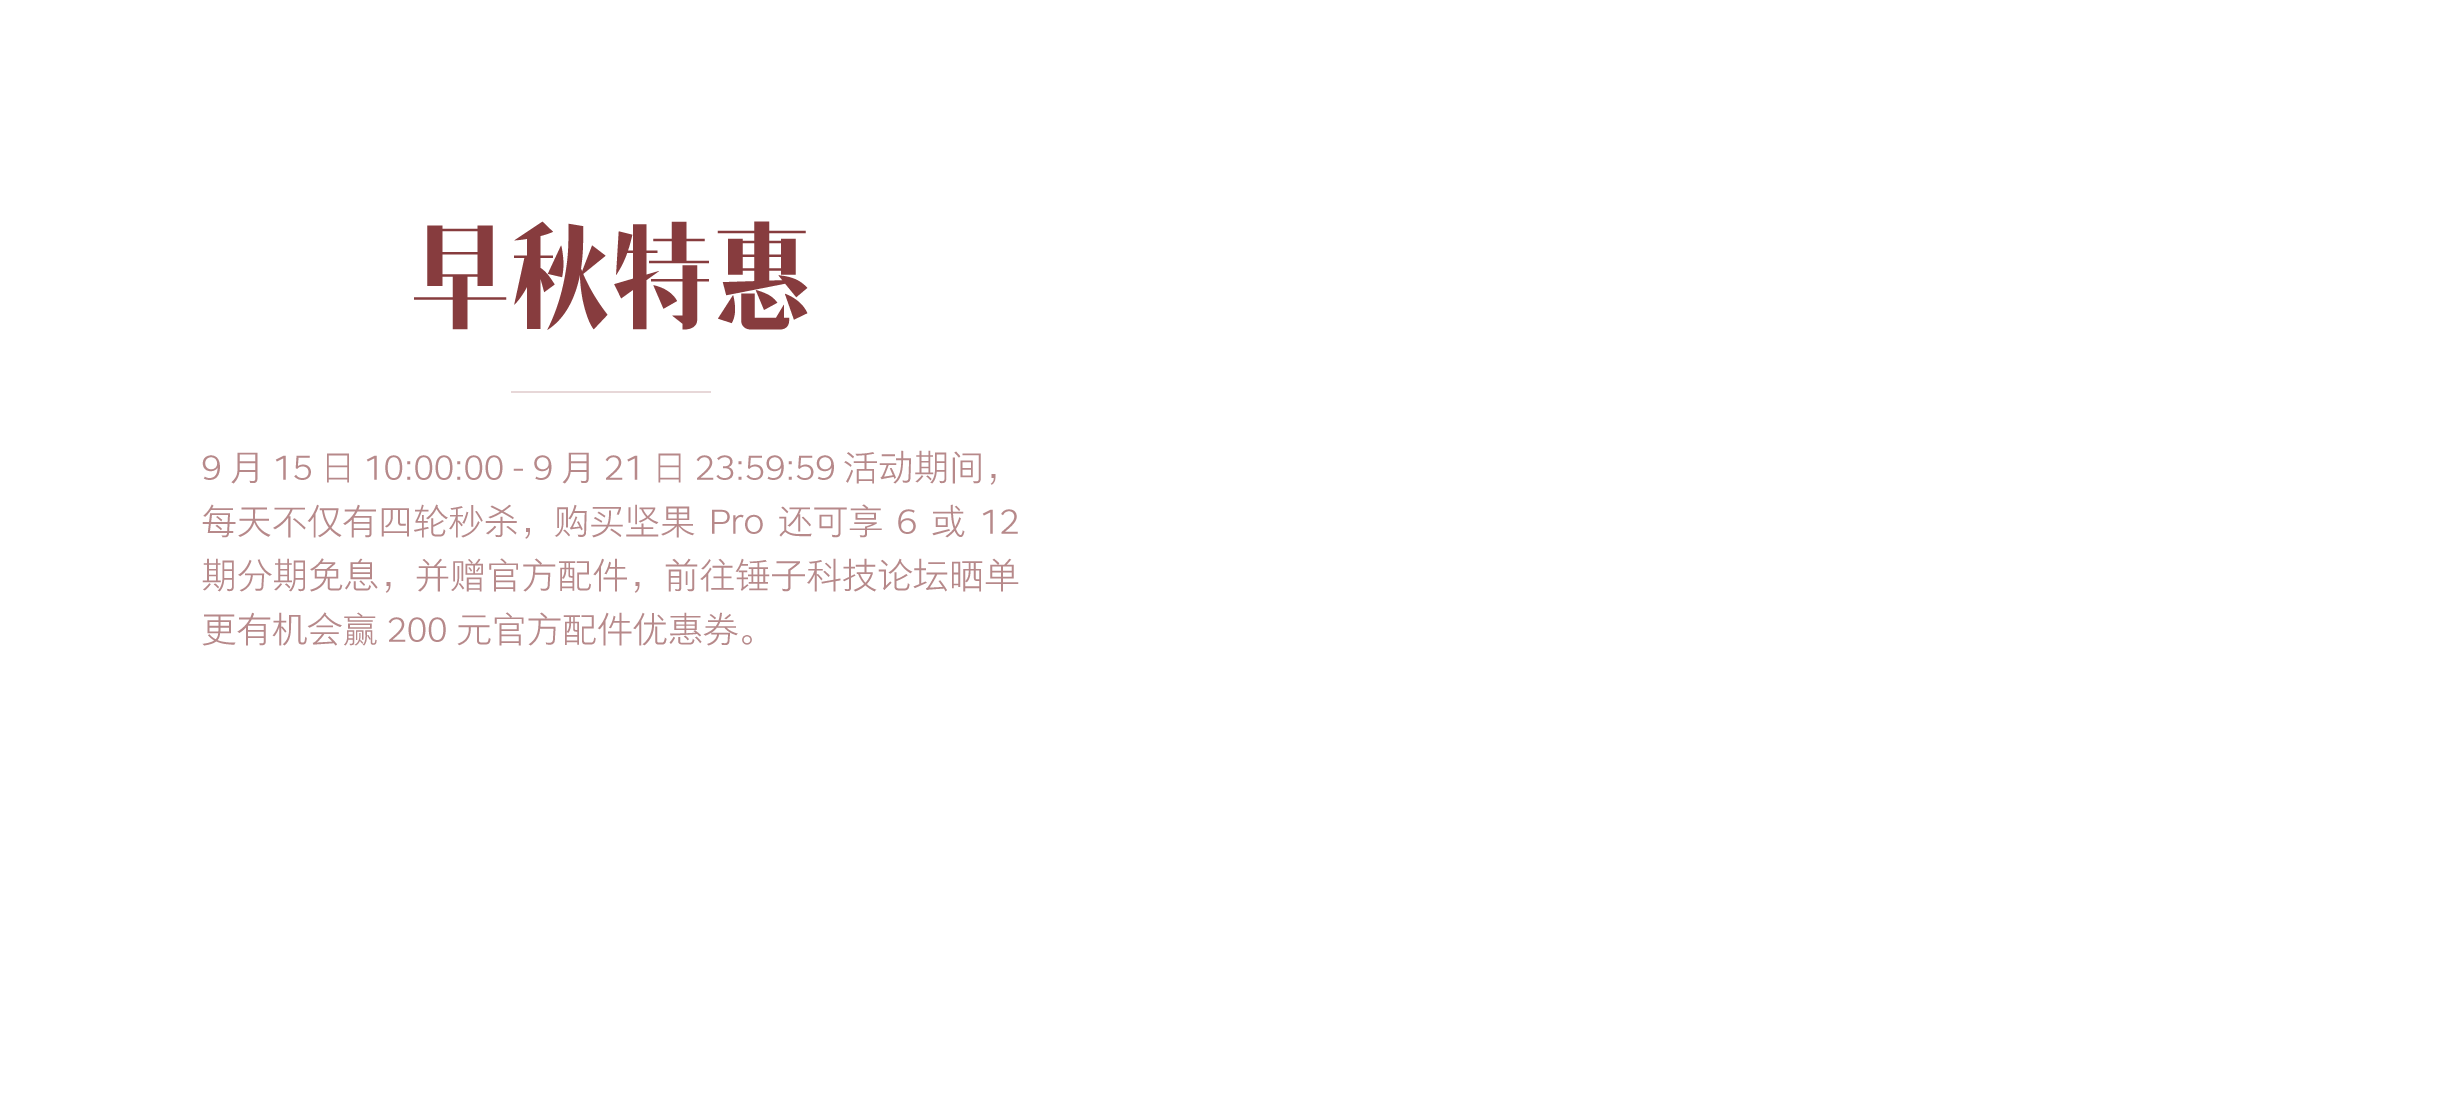 早秋特惠
9 月 15 日 10:00:00 - 9 月 21 日 23:59:59 活动期间，
每天不仅有四轮秒杀，购买坚果 Pro 还可享 6 或 12
期分期免息，并赠官方配件，前往锤子科技论坛晒单
更有机会赢 200 元官方配件优惠券。